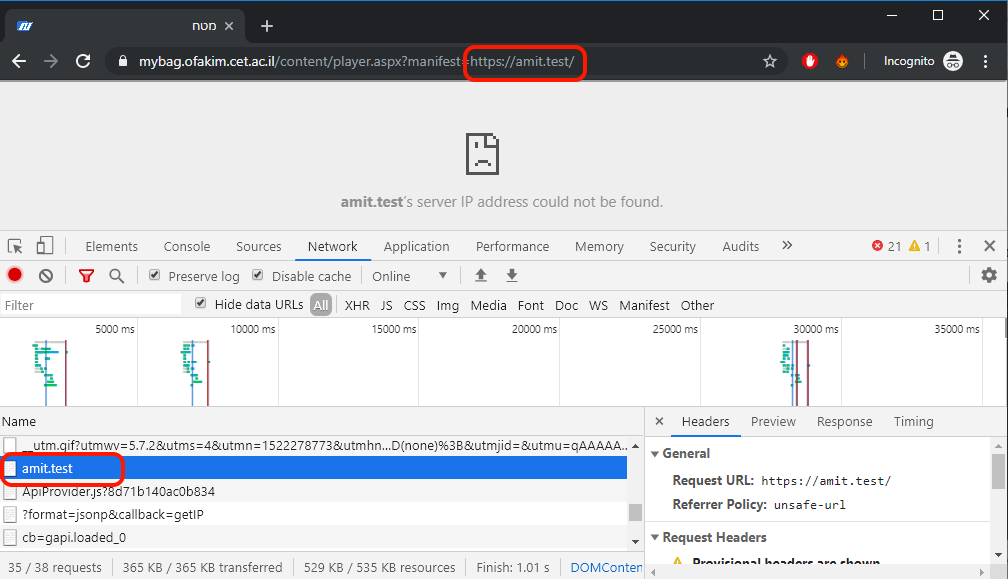 מטח
mybag.ofakim.cet.ac.il/content/player.aspx?manifest=https://amit.test/ Incognito
amit.test's server IP address could not be found.
Elements Console Sources Network Application Performance Memory Security Audits » 21 1
Preserve log Disable cache Online
Filter Hide data URLs All XHR JS CSS Img Media Font Doc WS Manifest Other
5000 ms 10000 ms 15000 ms 20000 ms 25000 ms 30000 ms 35000 ms
Name
__utm.gif?utmwv=5.7.2&utms=4&utmn=1522278773&utmhn...D(none)%3B&utmjid=&utmu=qAAAAA...
amit.test
ApiProvider.js?8d71b140ac0b834
?format=jsonp&callback=getIP
cb=gapi.loaded_0
35 / 38 requests 365 KB / 365 KB transferred 529 KB / 535 KB resources Finish: 1.01 s DOMConten
Headers Preview Response Timing
General
Request URL: https://amit.test/
Referrer Policy: unsafe-url
Request Headers
Provisional headers are shown